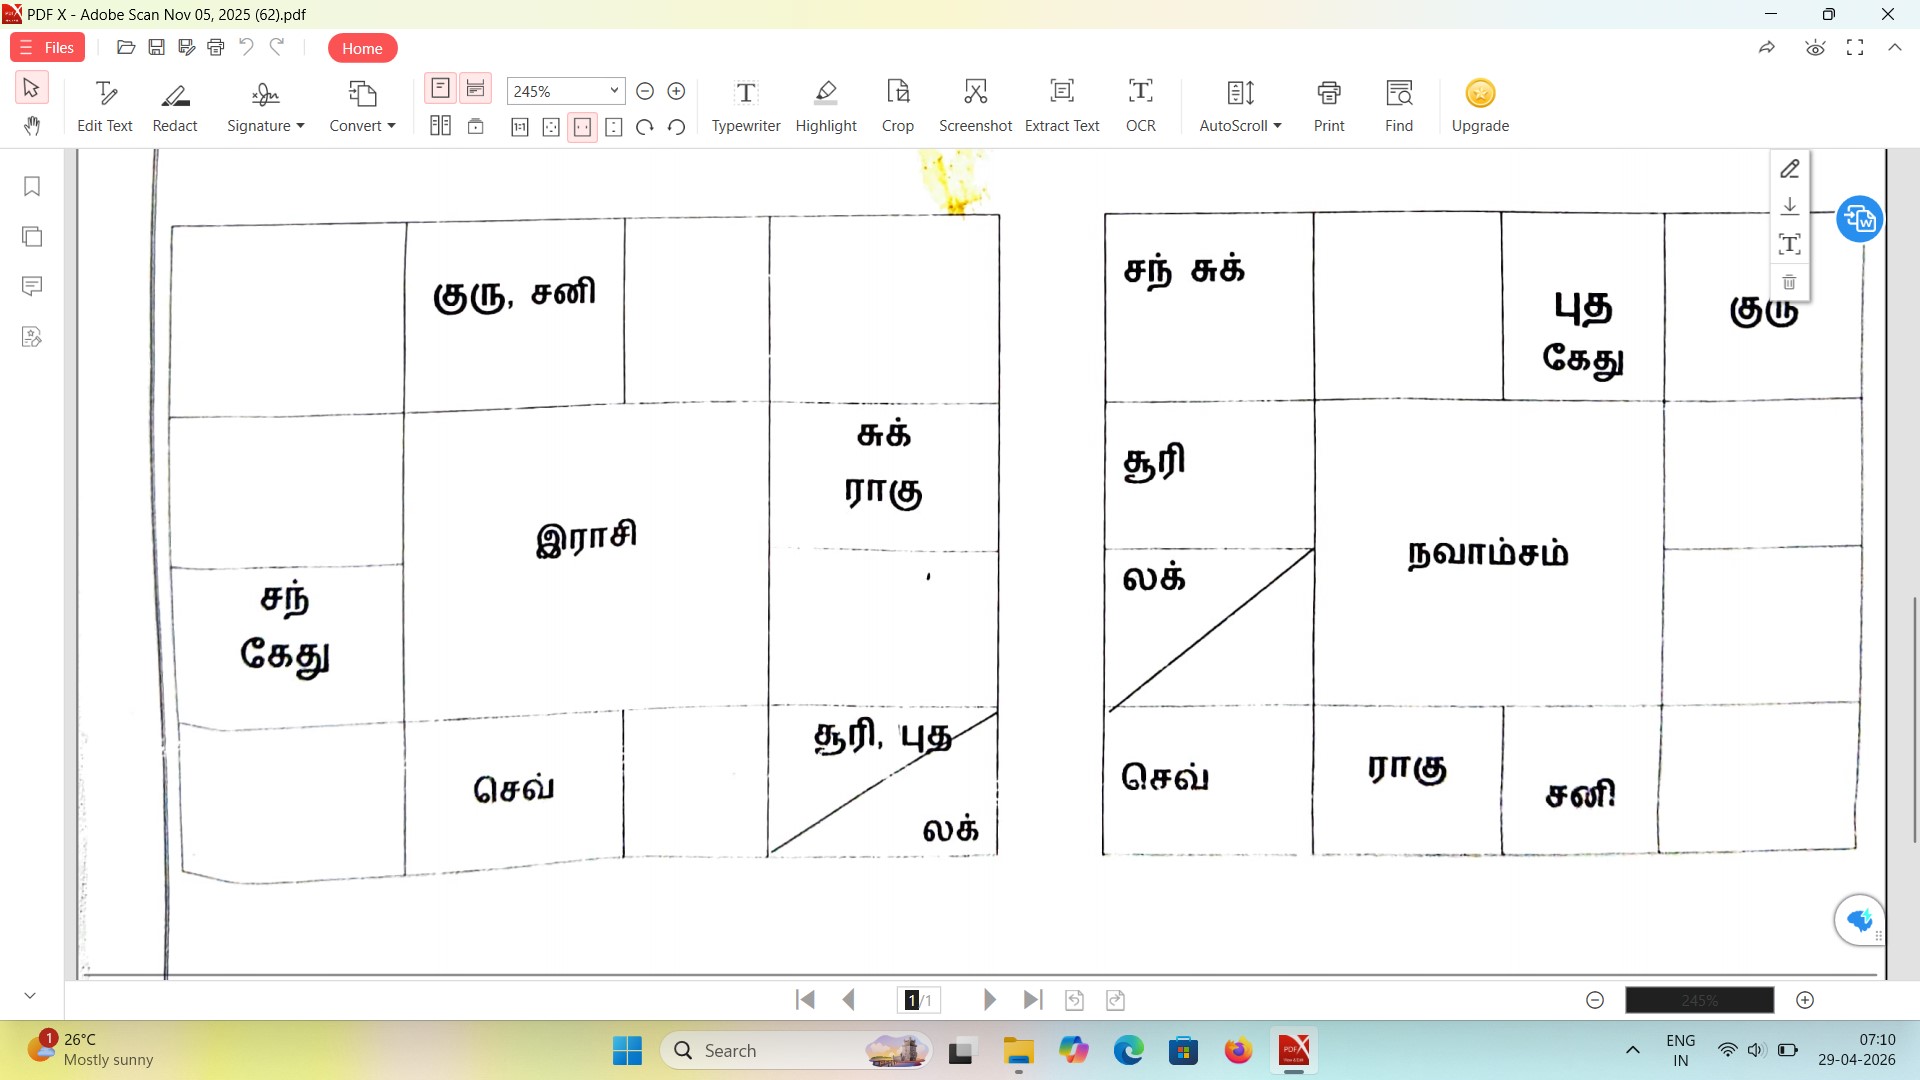 PDF X - Adobe Scan Nov 05, 2025 (62).pdf
Files
Home
Edit Text
Redact
Signature
Convert
245%
Typewriter
Highlight
Crop
Screenshot
Extract Text
OCR
AutoScroll
Print
Find
Upgrade
குரு, சனி
சுக்
ராகு
இராசி
சந்
கேது
சூரி, புத
செவ்
லக்
சந் சுக்
புத
கேது
குரு
சூரி
நவாம்சம்
லக்
செவ்
ராகு
சனி
1/1
245%
1
26°C
Mostly sunny
Search
ENG
IN
07:10
29-04-2026